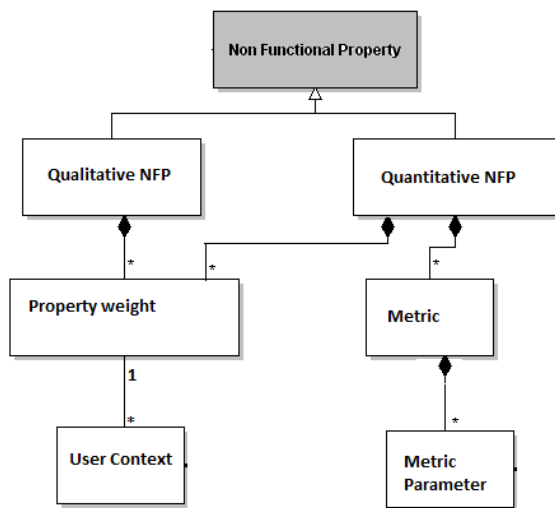 Non Functional Property
Qualitative NFP
Quantitative NFP
*
*
*
Property weight
Metric
1
*
*
User Context
Metric
Parameter